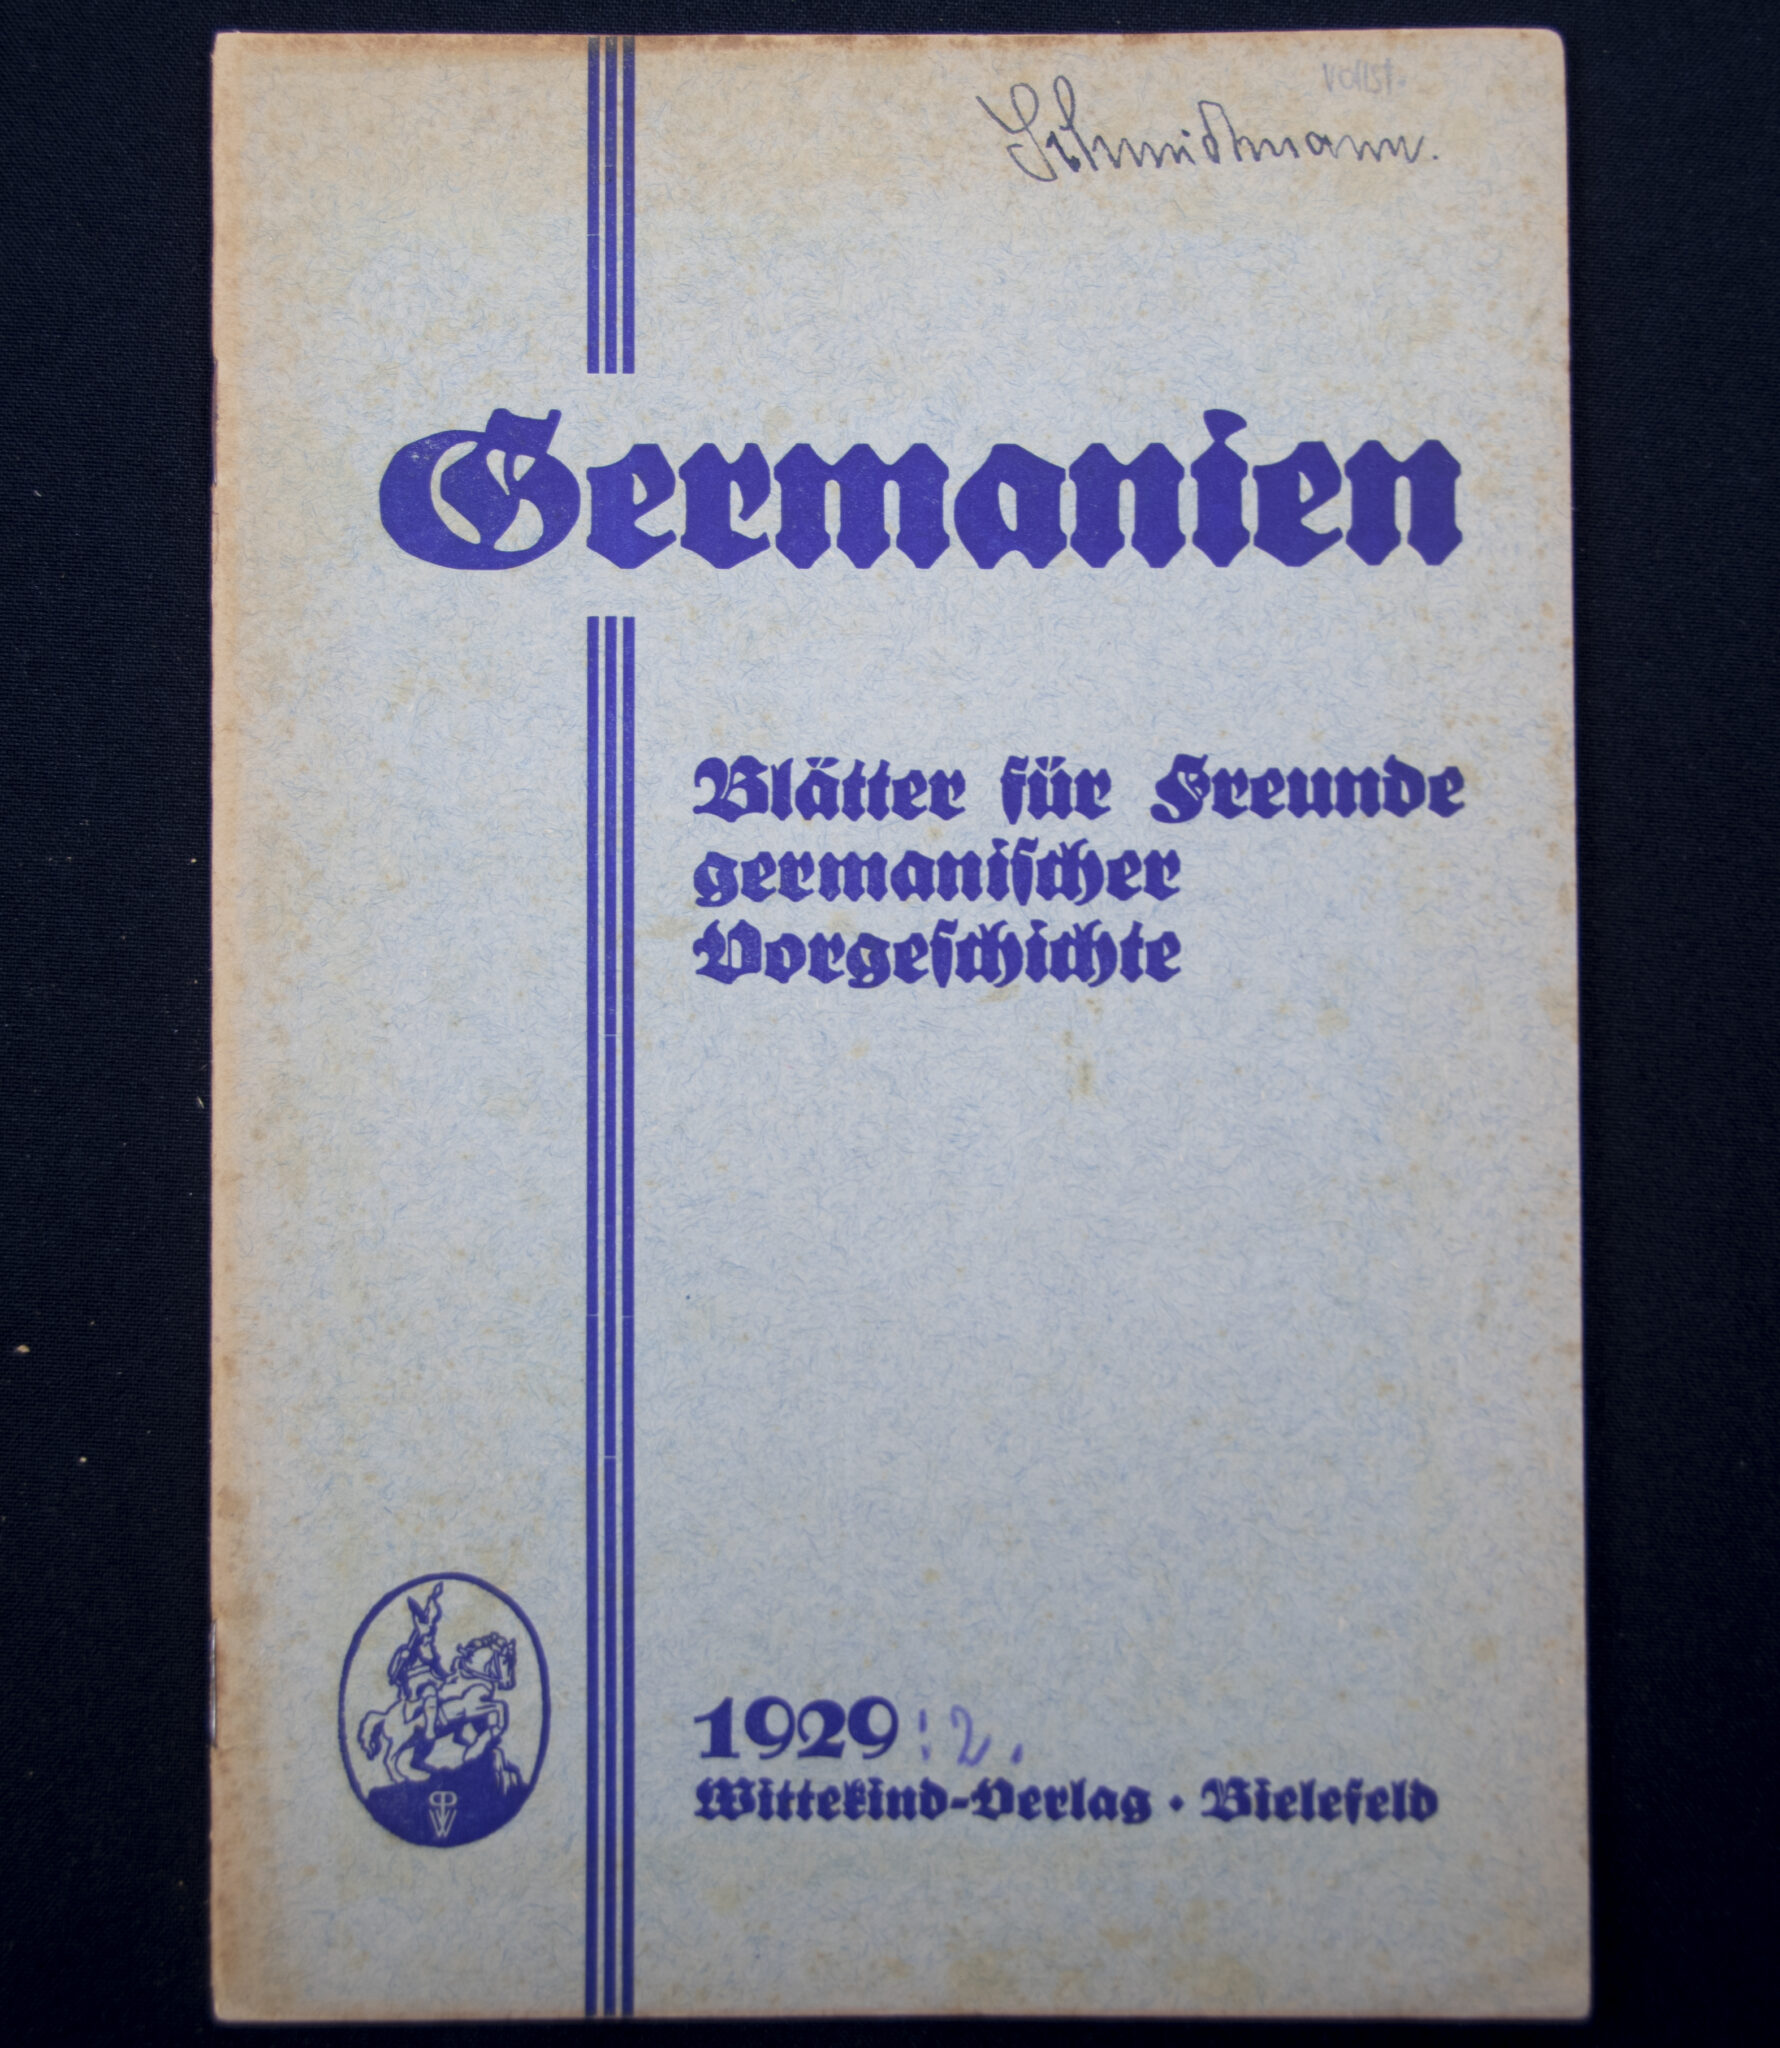 vollst.
Schmidtmann.
Germanien
Blätter für Freunde
germanischer
Vorgeschichte
1929 : 2.
Wittekind-Verlag · Bielefeld